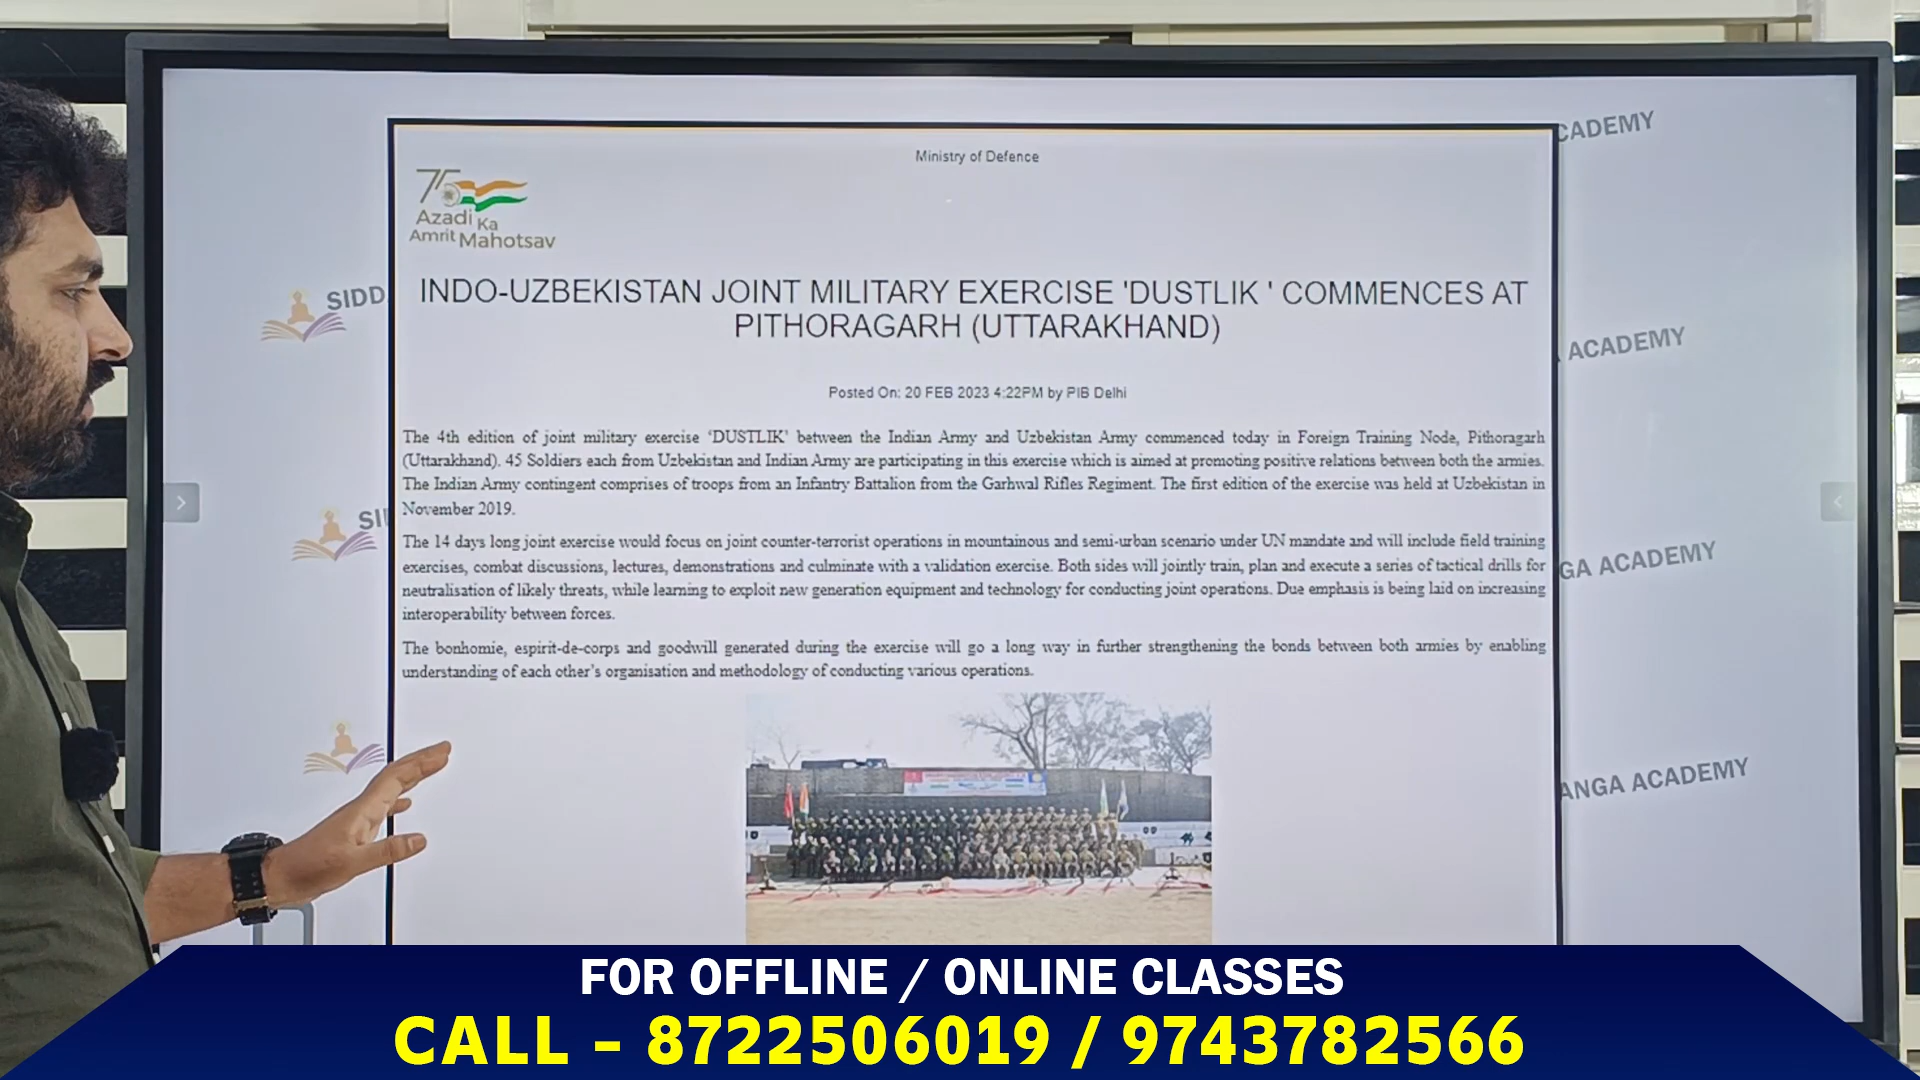 Ministry of Defence
75
Azadi Ka
Amrit Mahotsav
INDO-UZBEKISTAN JOINT MILITARY EXERCISE 'DUSTLIK ' COMMENCES AT
PITHORAGARH (UTTARAKHAND)
Posted On: 20 FEB 2023 4:22PM by PIB Delhi
The 4th edition of joint military exercise ‘DUSTLIK’ between the Indian Army and Uzbekistan Army commenced today in Foreign Training Node, Pithoragarh
(Uttarakhand). 45 Soldiers each from Uzbekistan and Indian Army are participating in this exercise which is aimed at promoting positive relations between both the armies.
The Indian Army contingent comprises of troops from an Infantry Battalion from the Garhwal Rifles Regiment. The first edition of the exercise was held at Uzbekistan in
November 2019.
The 14 days long joint exercise would focus on joint counter-terrorist operations in mountainous and semi-urban scenario under UN mandate and will include field training
exercises, combat discussions, lectures, demonstrations and culminate with a validation exercise. Both sides will jointly train, plan and execute a series of tactical drills for
neutralisation of likely threats, while learning to exploit new generation equipment and technology for conducting joint operations. Due emphasis is being laid on increasing
interoperability between forces.
The bonhomie, espirit-de-corps and goodwill generated during the exercise will go a long way in further strengthening the bonds between both armies by enabling
understanding of each other's organisation and methodology of conducting various operations.
CADEMY
SIDD
ACADEMY
SI
GA ACADEMY
ANGA ACADEMY
FOR OFFLINE / ONLINE CLASSES
CALL – 8722506019 / 9743782566